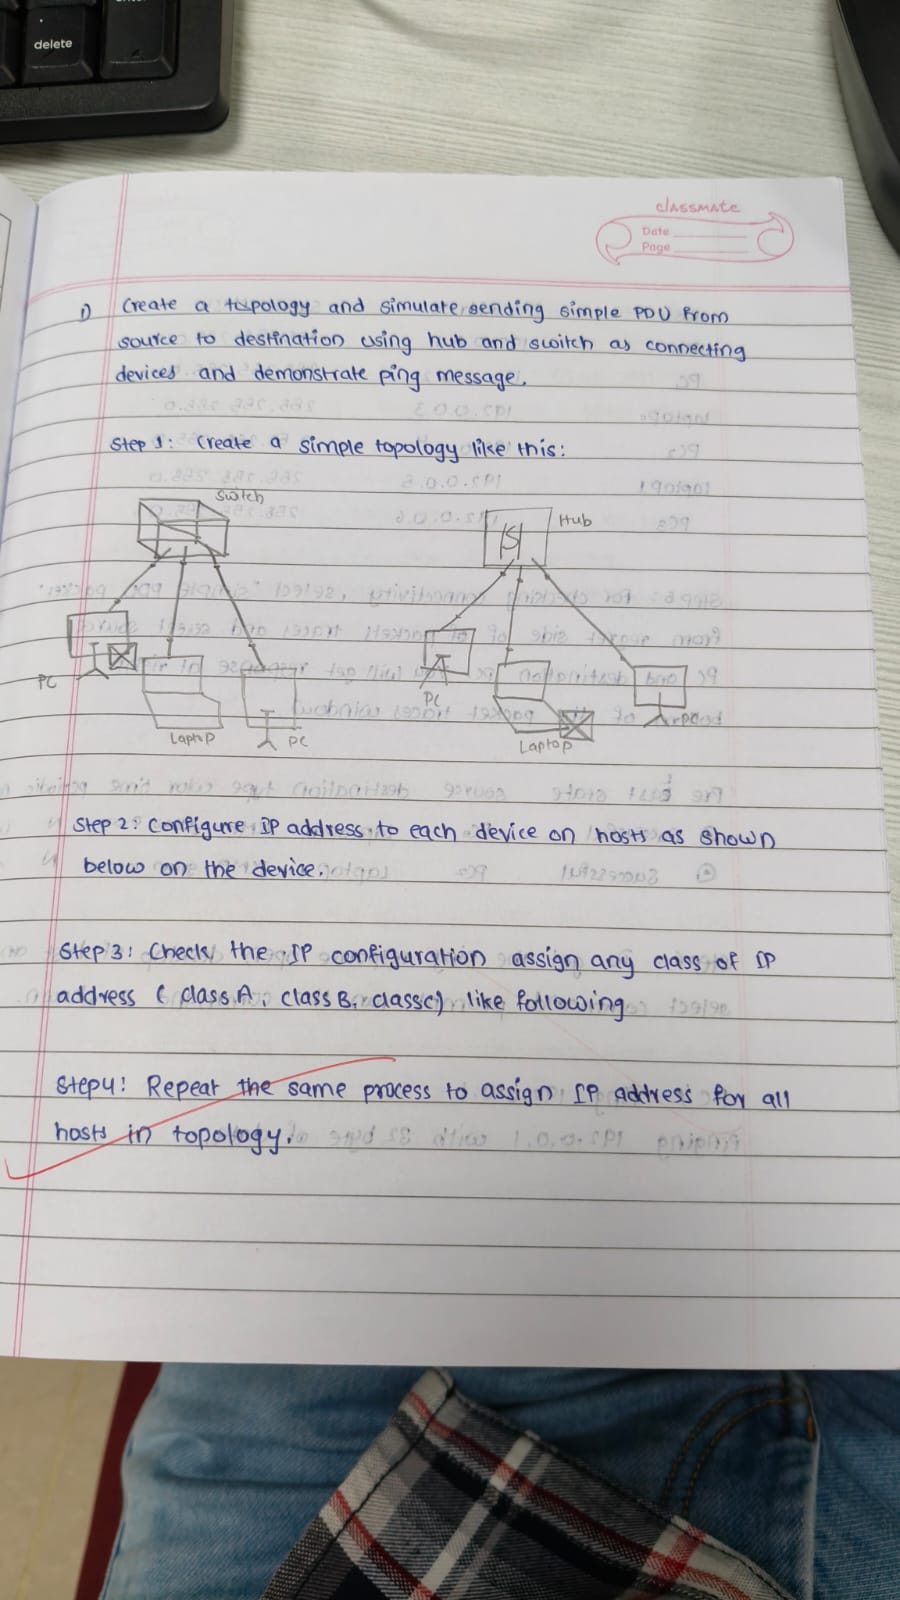 delete
classmate
Date
Page
1) Create a topology and simulate sending simple PDU from
source to destination using hub and switch as connecting
devices and demonstrate ping message.
Step 1: Create a simple topology like this:
Switch
Hub
PC
Laptop
PC
PC
Laptop
PC
Step 2: Configure IP address to each device on hosts as shown
below on the device.
Step 3: Check the IP configuration assign any class of IP
address ( class A, class B, classc) like following
Step4: Repeat the same process to assign IP address for all
hosts in topology.